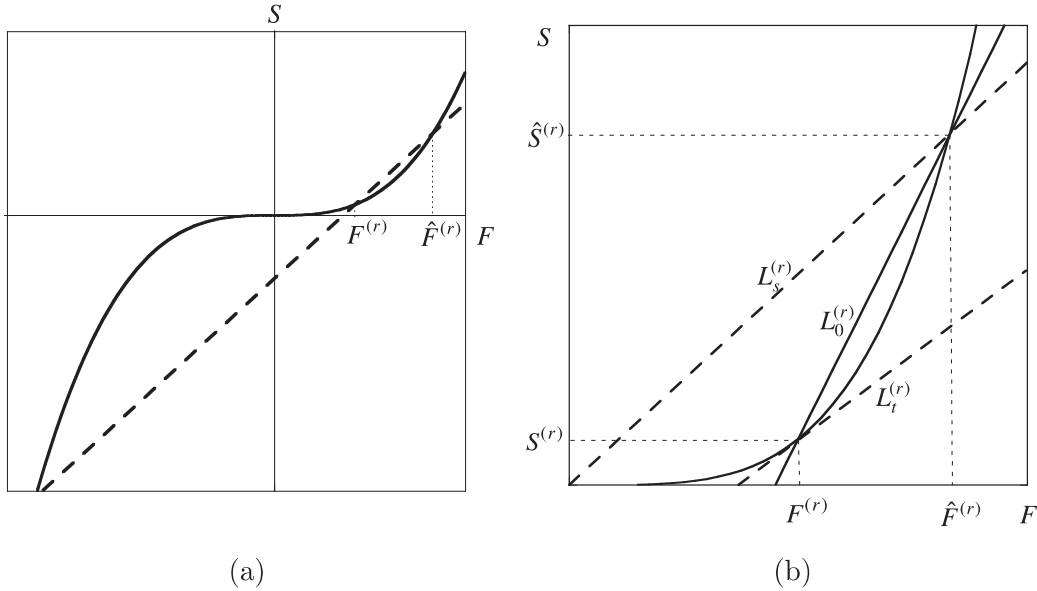 S
F^(r)
F̂^(r)
F
(a)
S
Ŝ^(r)
L_s^(r)
L_0^(r)
L_t^(r)
S^(r)
F^(r)
F̂^(r)
F
(b)